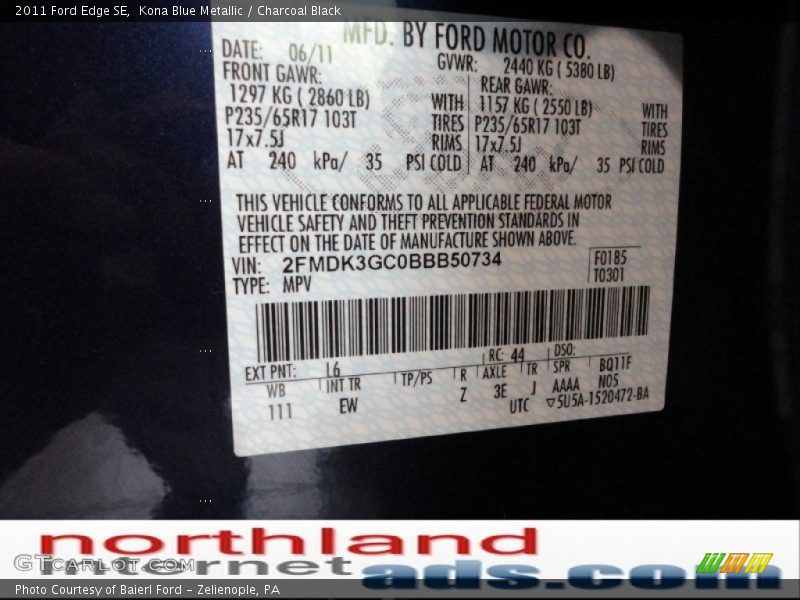 2011 Ford Edge SE, Kona Blue Metallic / Charcoal Black
MFD. BY FORD MOTOR CO.
DATE: 06/11 GVWR: 2440 KG ( 5380 LB)
FRONT GAWR: REAR GAWR:
1297 KG ( 2860 LB) WITH 1157 KG ( 2550 LB) WITH
P235/65R17 103T TIRES P235/65R17 103T TIRES
17x7.5J RIMS 17x7.5J RIMS
AT 240 kPa/ 35 PSI COLD AT 240 kPa/ 35 PSI COLD
THIS VEHICLE CONFORMS TO ALL APPLICABLE FEDERAL MOTOR
VEHICLE SAFETY AND THEFT PREVENTION STANDARDS IN
EFFECT ON THE DATE OF MANUFACTURE SHOWN ABOVE.
VIN: 2FMDK3GC0BBB50734 F0185
TYPE: MPV T0301
EXT PNT: L6 RC: 44 DSO:
WB INT TR TP/PS R AXLE TR SPR BQ11F
111 EW Z 3E J AAAA N05
UTC ▽5U5A-1520472-BA
northland
internet ads.com
GTCARLOT.COM
Photo Courtesy of Baierl Ford - Zelienople, PA